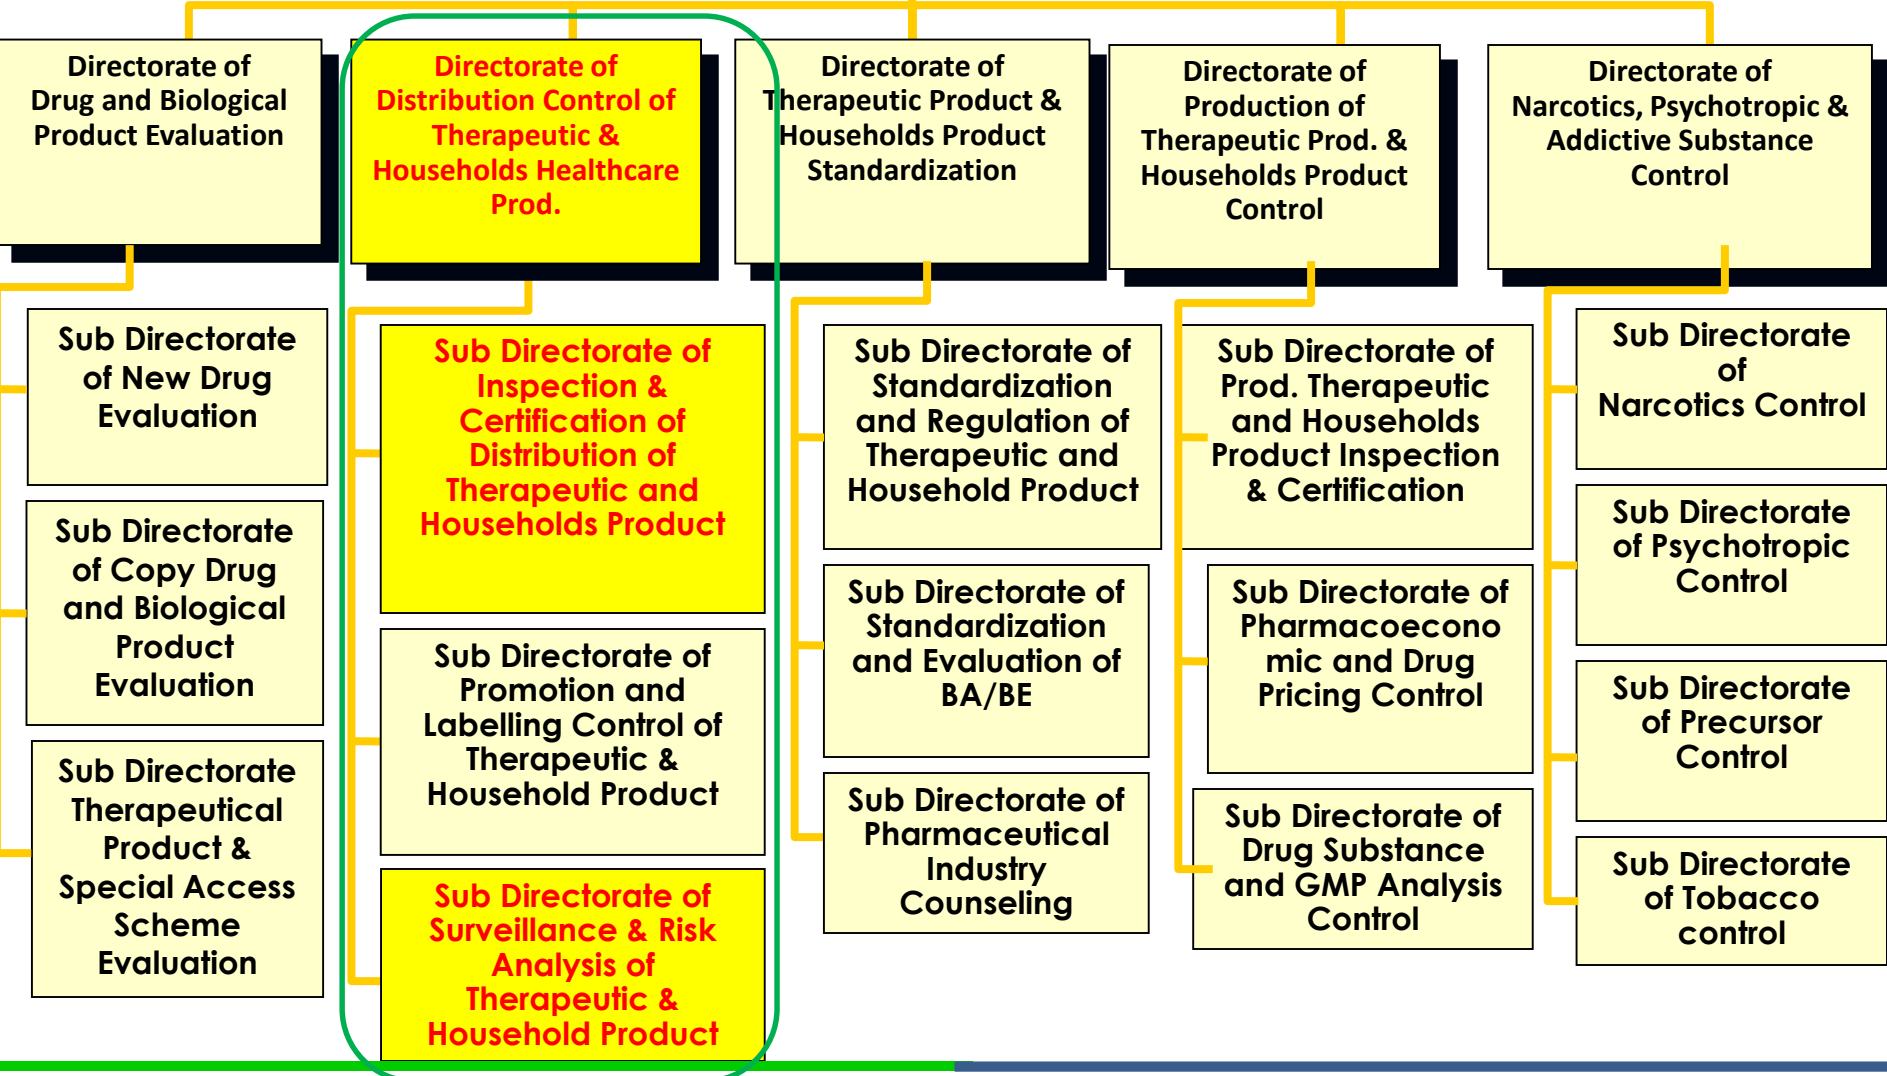 Directorate of
Drug and Biological
Product Evaluation
Directorate of
Distribution Control of
Therapeutic &
Households Healthcare
Prod.
Directorate of
Therapeutic Product &
Households Product
Standardization
Directorate of
Production of
Therapeutic Prod. &
Households Product
Control
Directorate of
Narcotics, Psychotropic &
Addictive Substance
Control
Sub Directorate
of New Drug
Evaluation
Sub Directorate
of Copy Drug
and Biological
Product
Evaluation
Sub Directorate
Therapeutical
Product &
Special Access
Scheme
Evaluation
Sub Directorate of
Inspection &
Certification of
Distribution of
Therapeutic and
Households Product
Sub Directorate of
Promotion and
Labelling Control of
Therapeutic &
Household Product
Sub Directorate of
Surveillance & Risk
Analysis of
Therapeutic &
Household Product
Sub Directorate of
Standardization
and Regulation of
Therapeutic and
Household Product
Sub Directorate of
Standardization
and Evaluation of
BA/BE
Sub Directorate of
Pharmaceutical
Industry
Counseling
Sub Directorate of
Prod. Therapeutic
and Households
Product Inspection
& Certification
Sub Directorate of
Pharmacoecono
mic and Drug
Pricing Control
Sub Directorate of
Drug Substance
and GMP Analysis
Control
Sub Directorate
of
Narcotics Control
Sub Directorate
of Psychotropic
Control
Sub Directorate
of Precursor
Control
Sub Directorate
of Tobacco
control